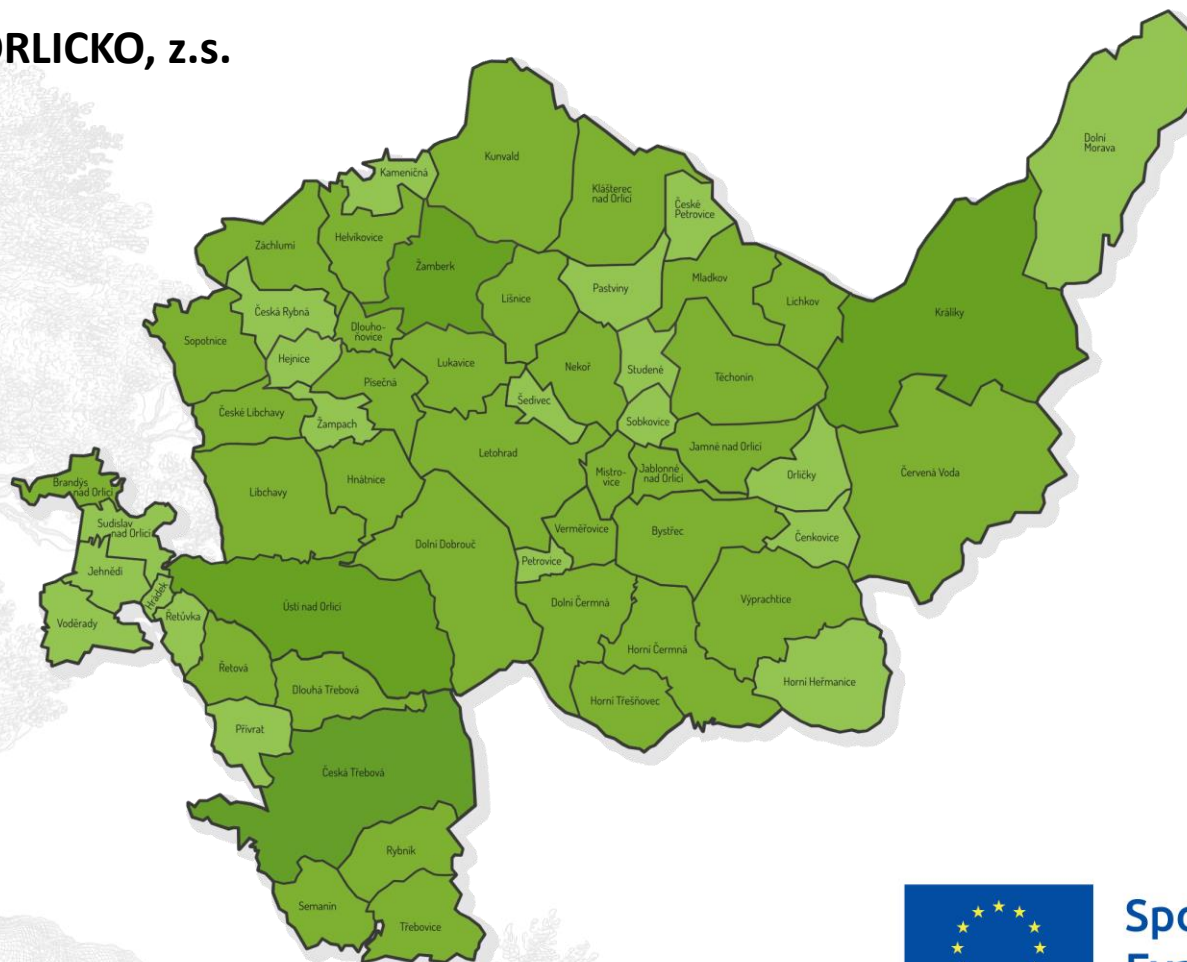 ORLICKO, z.s.
Dolní
Morava
Kunvald
Kameničná
Klášterec
nad Orlicí
České
Petrovice
Záchlumí
Helvíkovice
Žamberk
Líšnice
Pastviny
Mladkov
Lichkov
Králíky
Česká Rybná
Dlouho-
ňovice
Sopotnice
Hejnice
Písečná
Lukavice
Nekoř
Studené
Těchonín
Šedivec
České Libchavy
Žampach
Sobkovice
Letohrad
Jamné nad Orlicí
Mistro-
vice
Jablonné
nad Orlicí
Orličky
Červená Voda
Brandýs
nad Orlicí
Libchavy
Hnátnice
Sudislav
nad Orlicí
Dolní Dobrouč
Verměřovice
Bystřec
Čenkovice
Petrovice
Jehnědí
Hrádek
Ústí nad Orlicí
Dolní Čermná
Výprachtice
Řetůvka
Voděrady
Horní Čermná
Řetová
Dlouhá Třebová
Horní Heřmanice
Horní Třešňovec
Přívrat
Česká Třebová
Rybník
Semanín
Třebovice
Spo